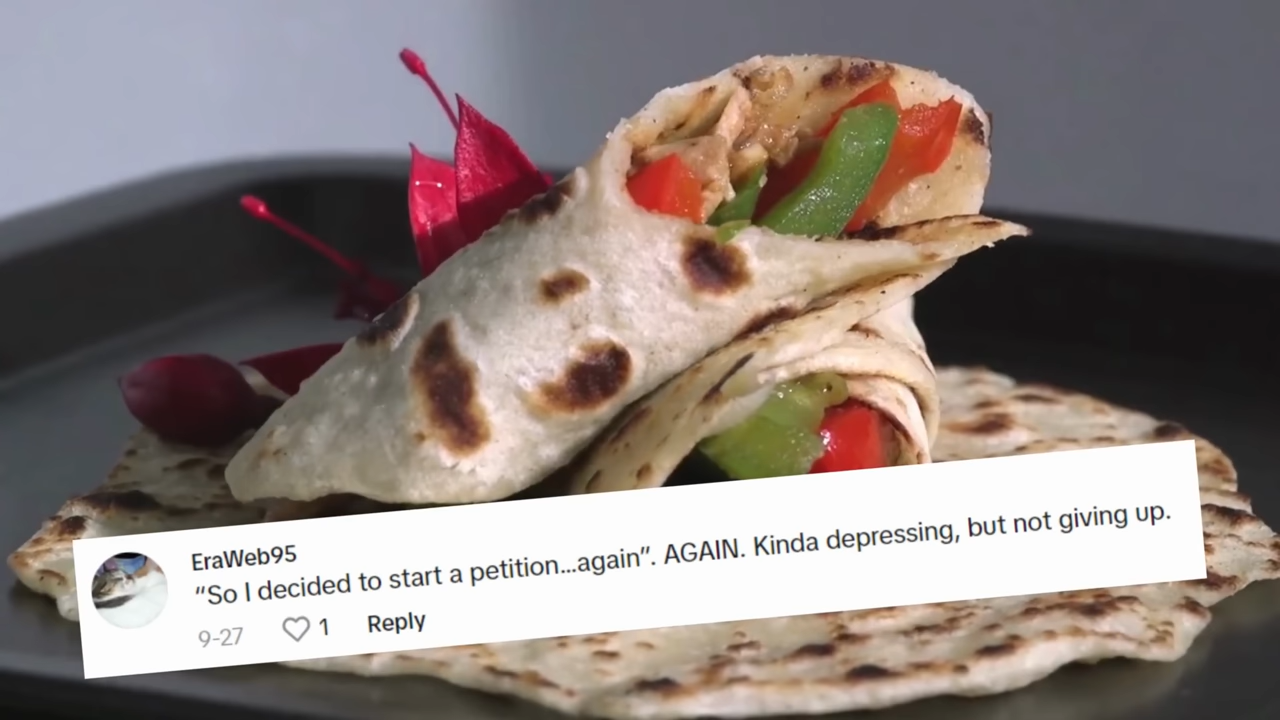 EraWeb95
“So I decided to start a petition...again”. AGAIN. Kinda depressing, but not giving up.
9-27 1 Reply